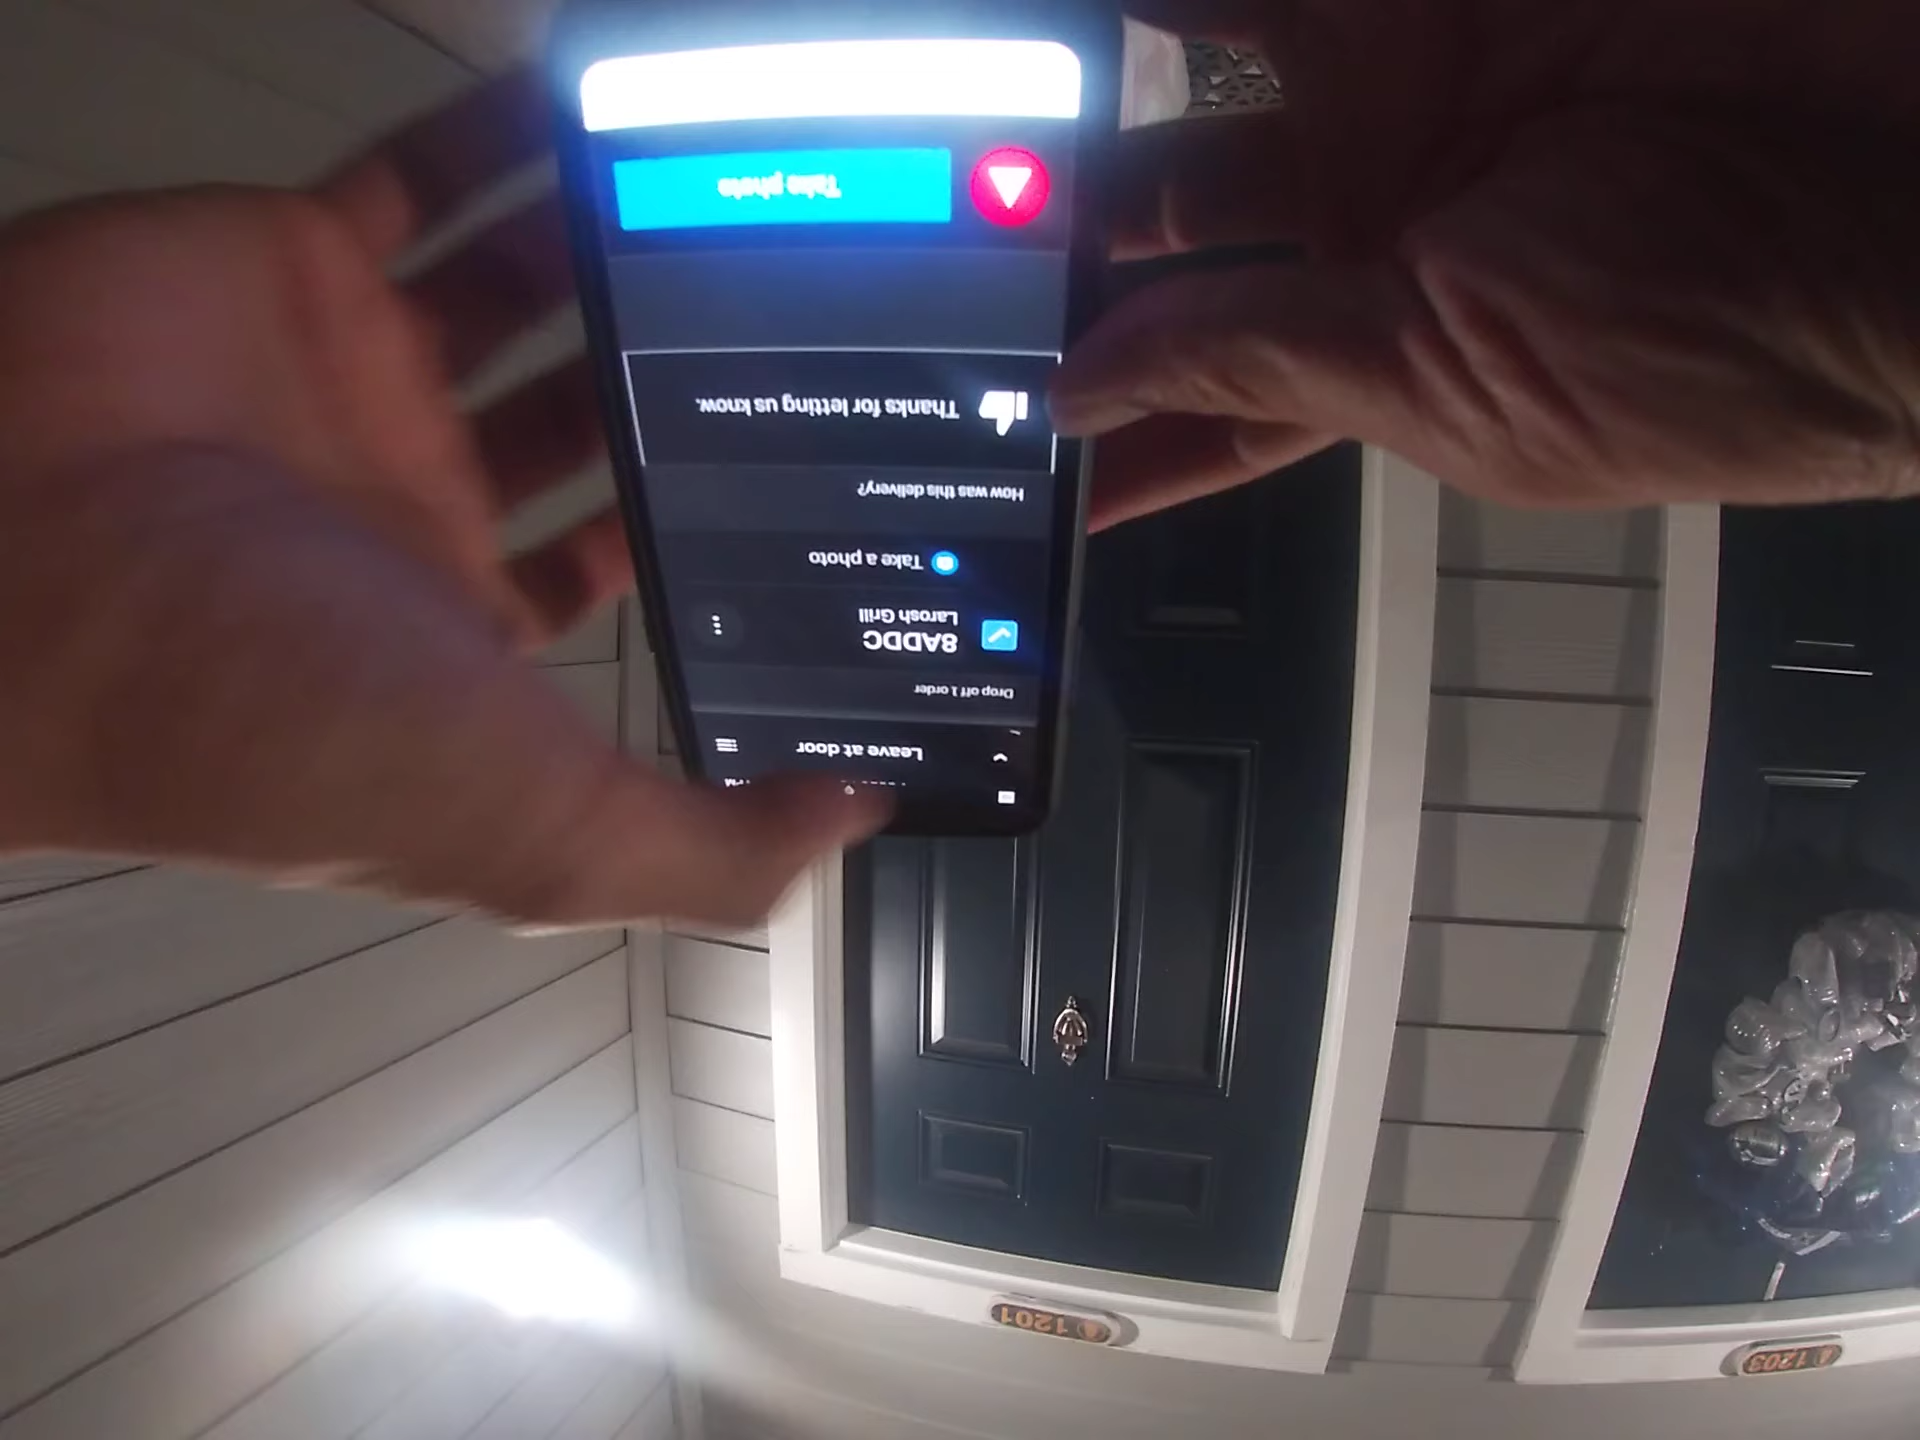 Leave at door
Drop off 1 order
8ADDC
Larosh Grill
Take a photo
How was this delivery?
Thanks for letting us know.
Take photo
1201
1203